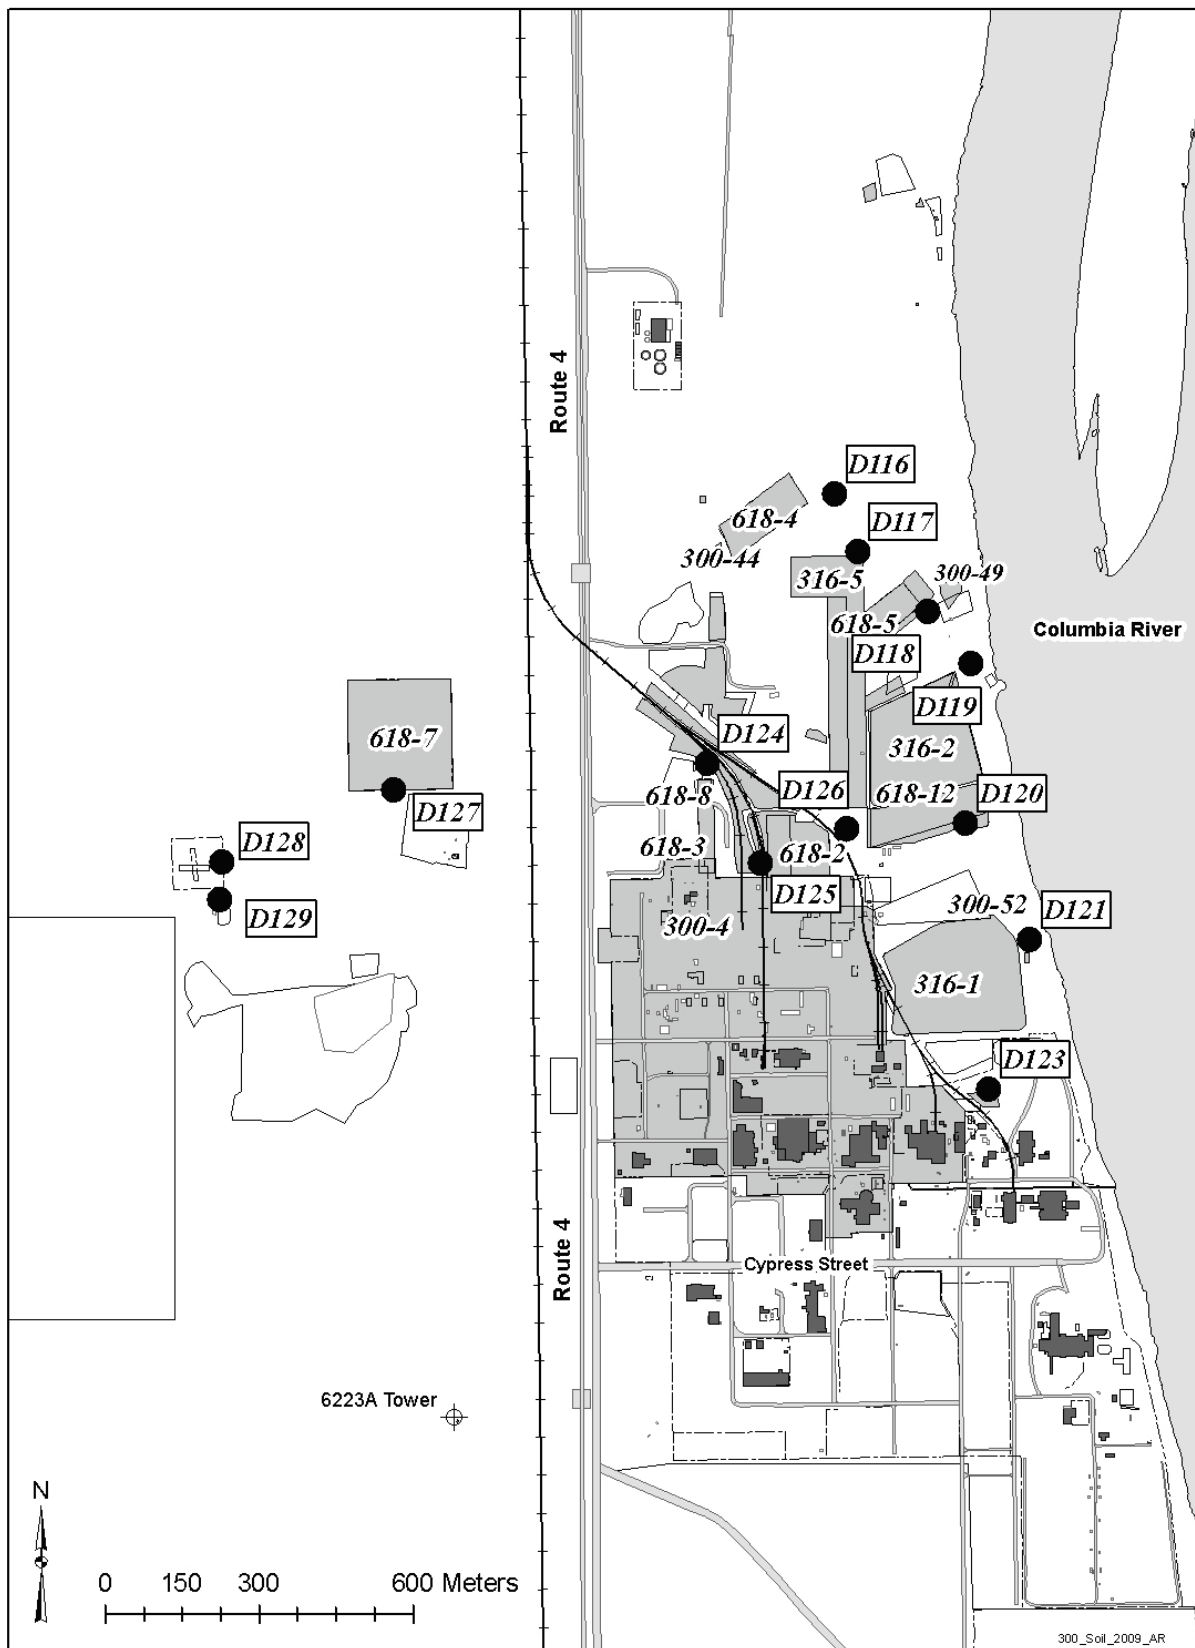 Route 4
D116
618-4
D117
300-44
316-5
300-49
618-5
Columbia River
D118
D119
618-7
D124
316-2
D126
618-8
618-12
D120
D127
D128
618-3
618-2
D125
D129
300-4
300-52
D121
316-1
D123
Route 4
Cypress Street
6223A Tower
N
0 150 300 600 Meters
300_Soil_2009_AR